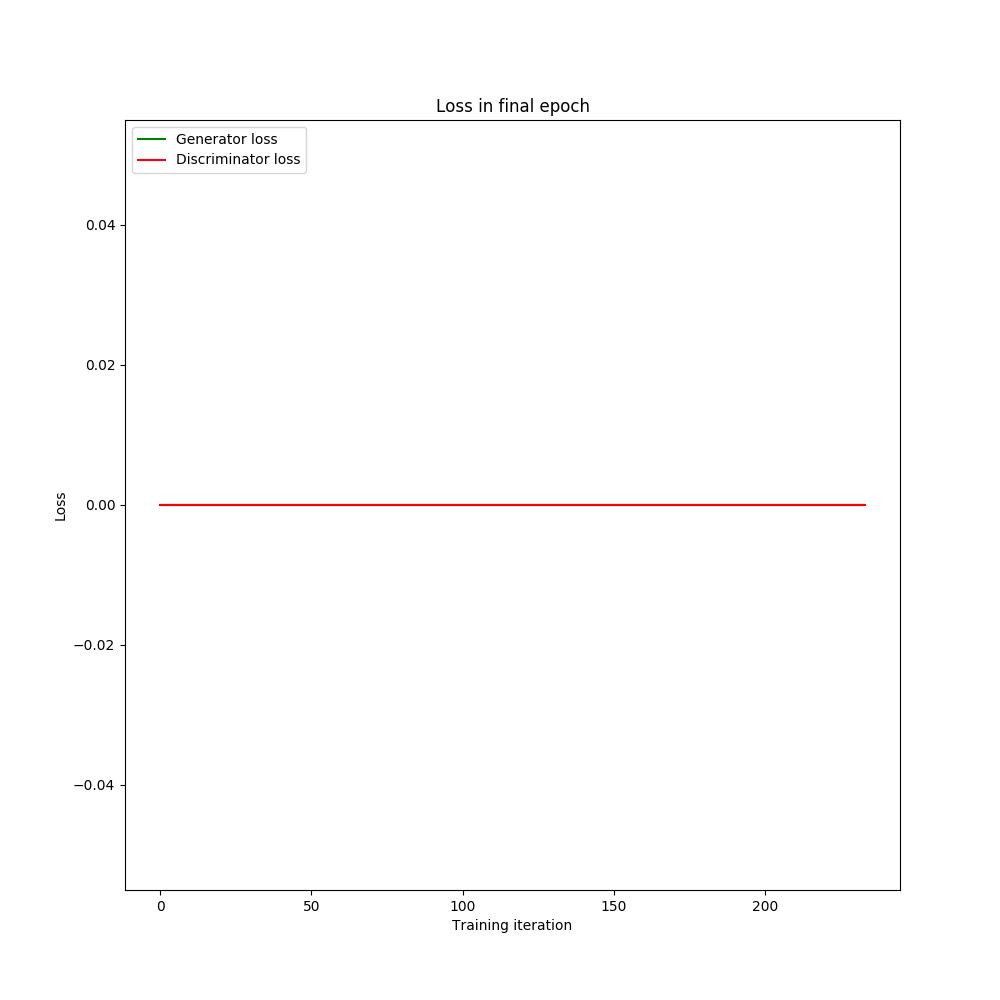 Loss in final epoch
Generator loss
Discriminator loss
0.04
0.02
0.00
−0.02
−0.04
Loss
0 50 100 150 200
Training iteration